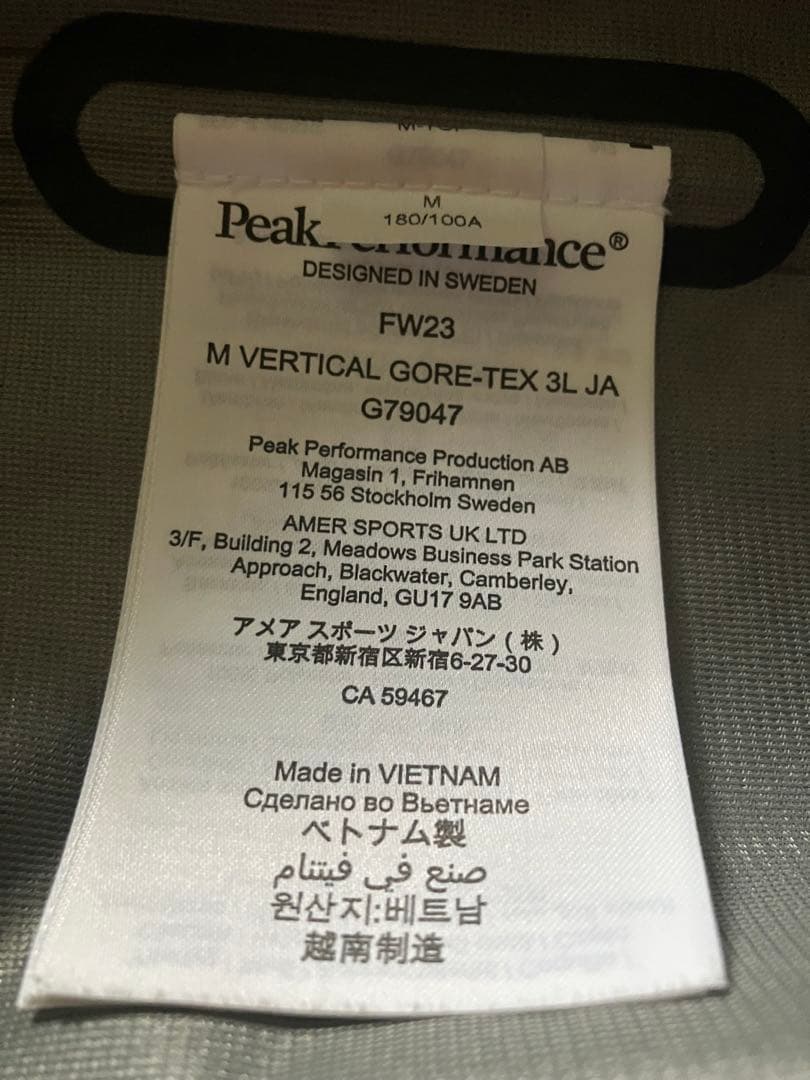 M
180/100A
Peak Performance®
DESIGNED IN SWEDEN
FW23
M VERTICAL GORE-TEX 3L JA
G79047
Peak Performance Production AB
Magasin 1, Frihamnen
115 56 Stockholm Sweden
AMER SPORTS UK LTD
3/F, Building 2, Meadows Business Park Station
Approach, Blackwater, Camberley,
England, GU17 9AB
アメア スポーツ ジャパン ( 株 )
東京都新宿区新宿6-27-30
CA 59467
Made in VIETNAM
Сделано во Вьетнаме
ベトナム製
صنع في فيتنام
원산지:베트남
越南制造